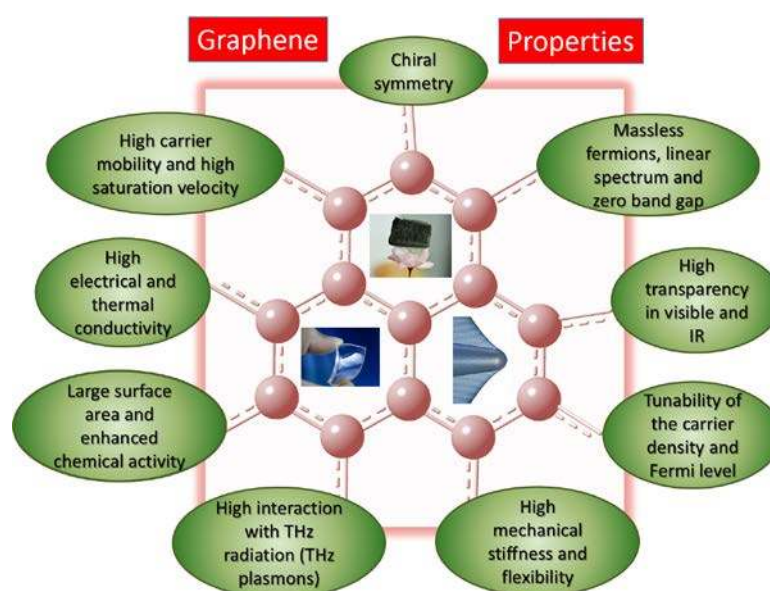 Graphene
Properties
Chiral
symmetry
High carrier
mobility and high
saturation velocity
Massless
fermions, linear
spectrum and
zero band gap
High
electrical and
thermal
conductivity
High
transparency
in visible and
IR
Large surface
area and
enhanced
chemical activity
Tunability of
the carrier
density and
Fermi level
High interaction
with THz
radiation (THz
plasmons)
High
mechanical
stiffness and
flexibility